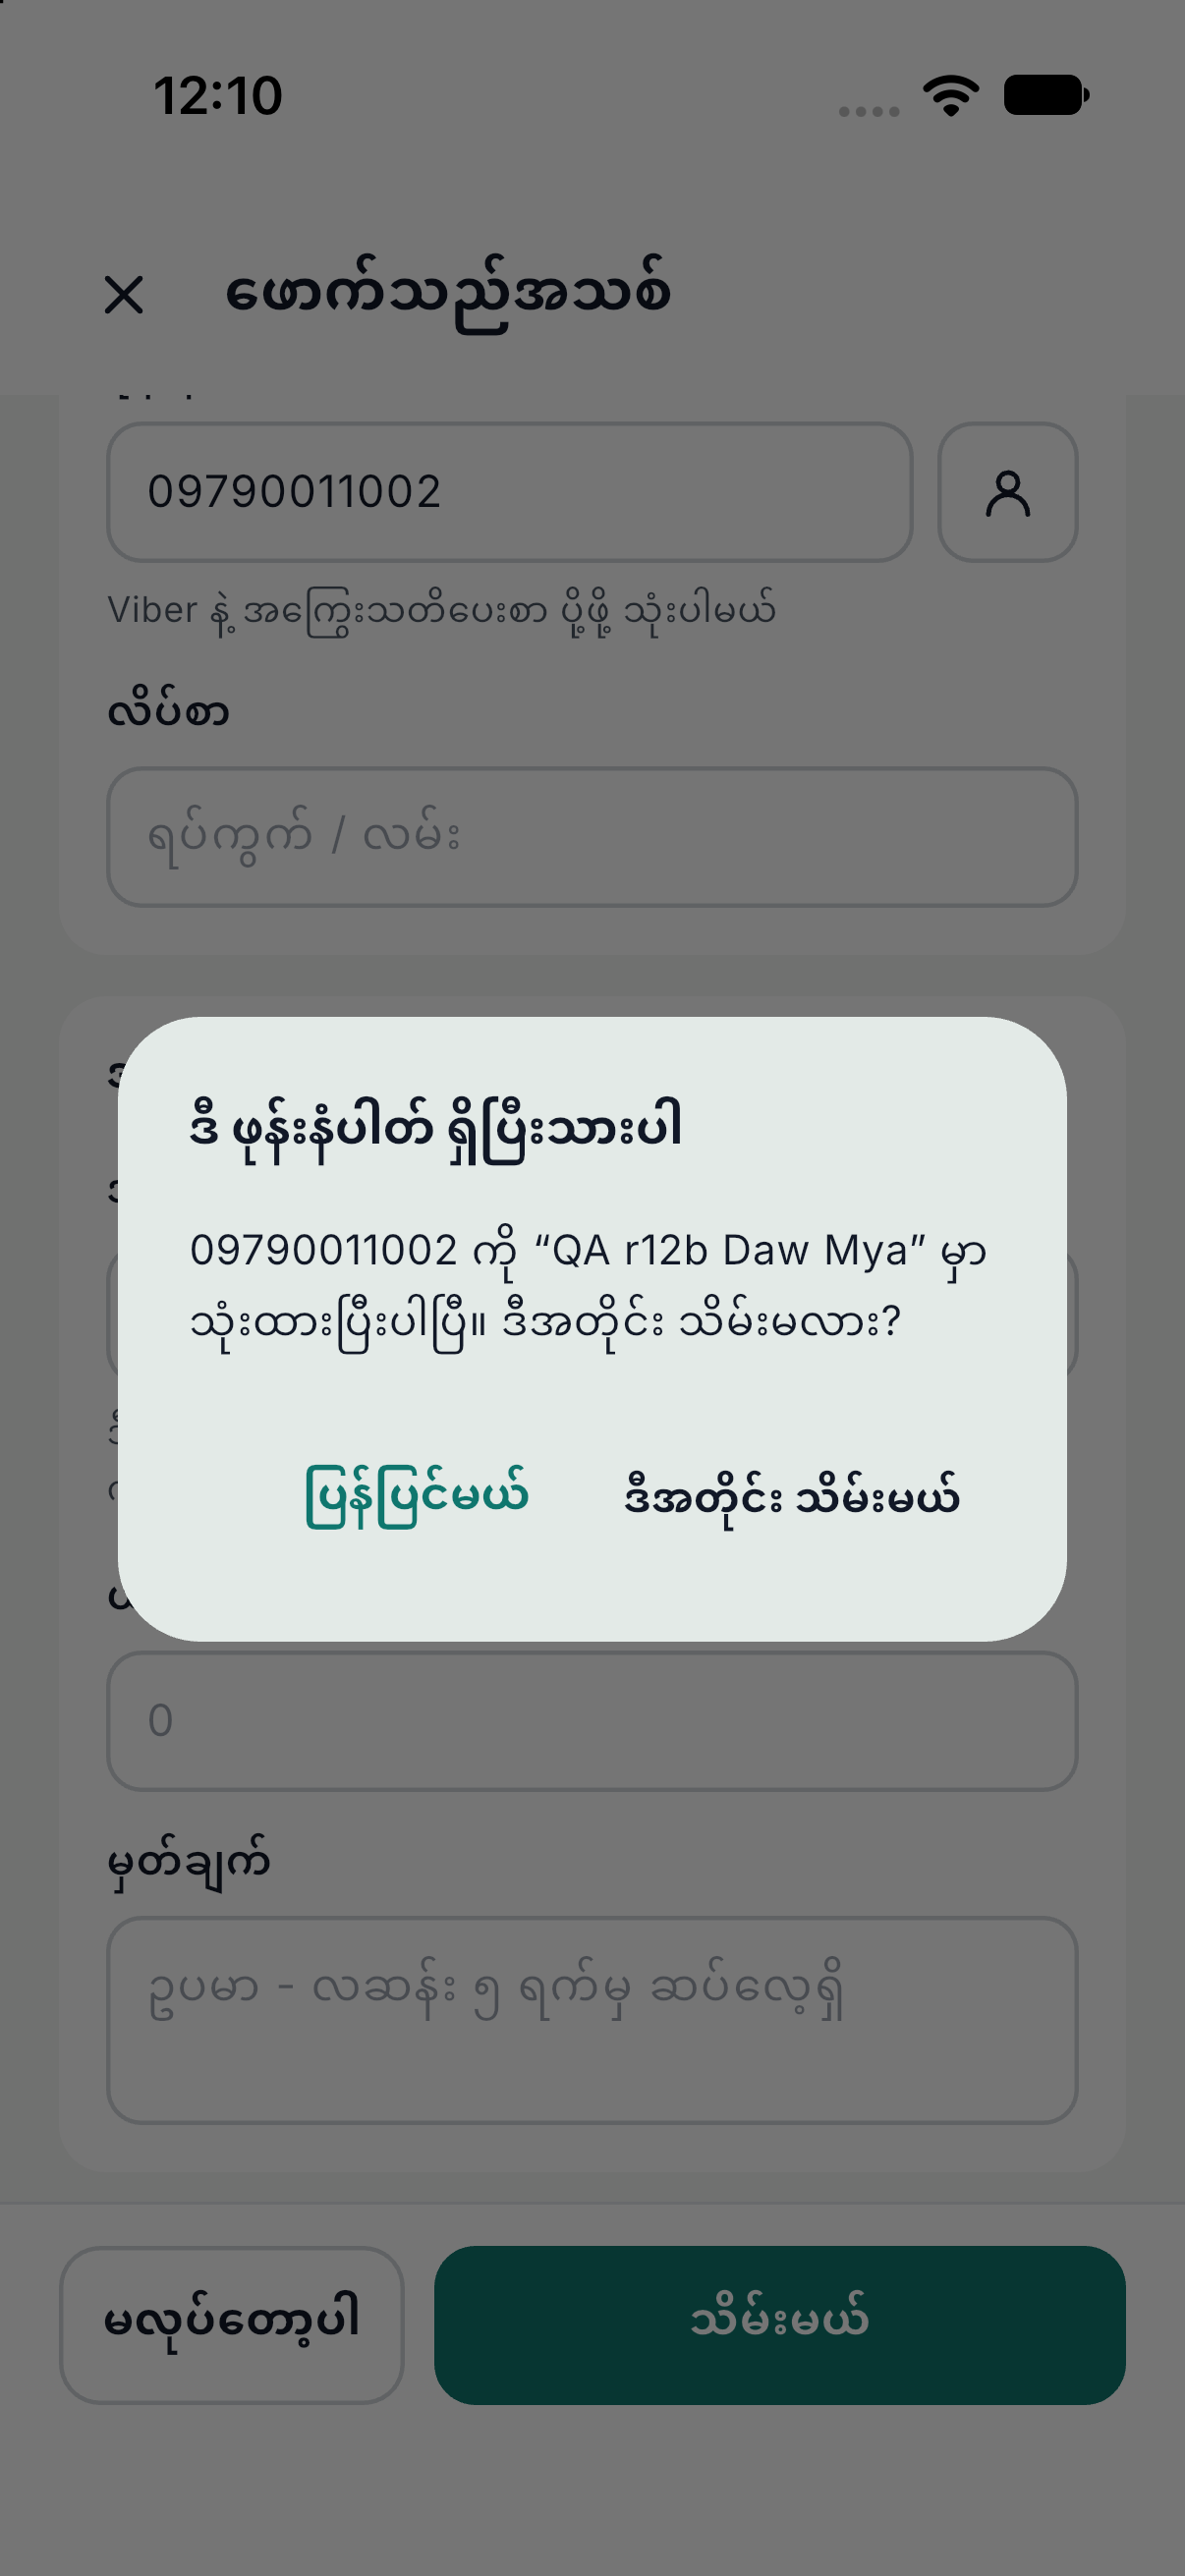 12:10
ဖောက်သည်အသစ်
09790011002
Viber နဲ့ အကြွေးသတိပေးစာ ပို့ဖို့ သုံးပါမယ်
လိပ်စာ
ရပ်ကွက် / လမ်း
ဒီ ဖုန်းနံပါတ် ရှိပြီးသားပါ
09790011002 ကို “QA r12b Daw Mya” မှာ
သုံးထားပြီးပါပြီ။ ဒီအတိုင်း သိမ်းမလား?
ပြန်ပြင်မယ်
ဒီအတိုင်း သိမ်းမယ်
0
မှတ်ချက်
ဥပမာ - လဆန်း ၅ ရက်မှ ဆပ်လေ့ရှိ
မလုပ်တော့ပါ
သိမ်းမယ်